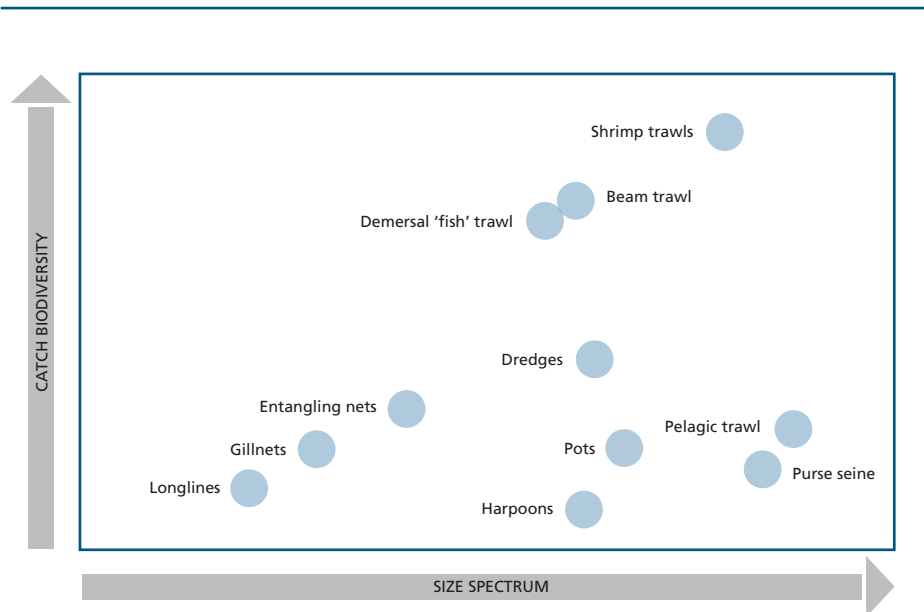 Shrimp trawls
Beam trawl
Demersal ‘fish’ trawl
CATCH BIODIVERSITY
Dredges
Entangling nets
Pelagic trawl
Gillnets
Pots
Purse seine
Longlines
Harpoons
SIZE SPECTRUM